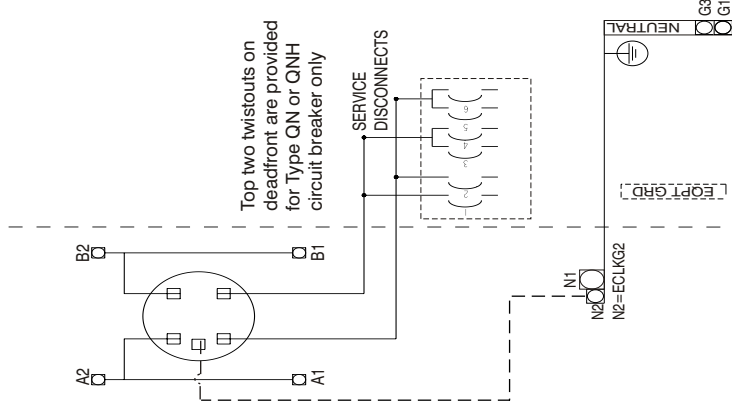 Top two twistouts on
deadfront are provided
for Type QN or QNH
circuit breaker only
SERVICE
DISCONNECTS
B2
B1
A2
A1
1
2
3
4
5
6
N1
N2
N2=ECLKG2
EQPT GRD
NEUTRAL
G3
G1